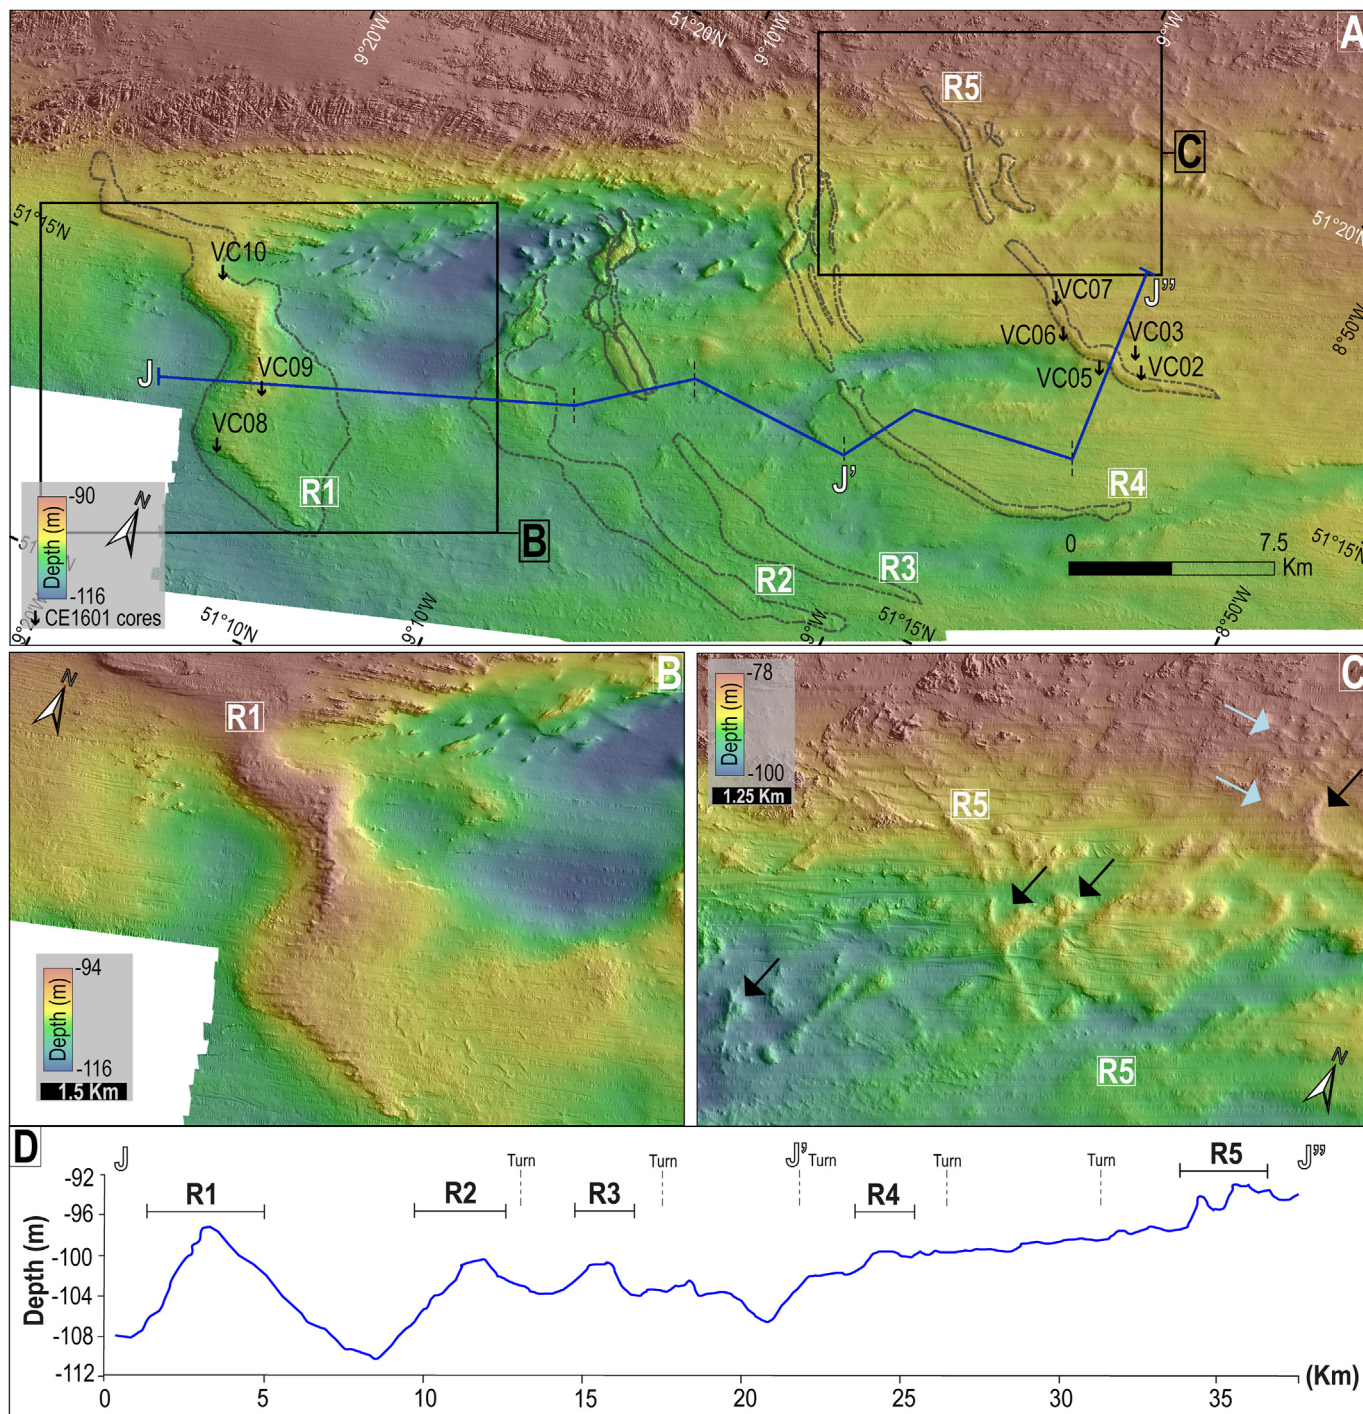 A
9°20'W
51°20'N
9°10'W
9°W
R5
C
51°15'N
51°20'N
VC10
J''
VC07
VC06
VC03
8°50'W
J
VC09
VC05
VC02
VC08
J'
R1
R4
-90
N
Depth (m)
-116
CE1601 cores
B
0
7.5
Km
51°15'N
R2
R3
51°10'N
9°10'W
9°W
51°15'N
8°50'W
B
N
R1
-94
Depth (m)
-116
1.5 Km
C
-78
Depth (m)
-100
1.25 Km
R5
R5
N
D
J
Turn
Turn
J'
Turn
Turn
Turn
R5
J''
R1
R2
R3
R4
Depth (m)
-92
-96
-100
-104
-108
-112
0
5
10
15
20
25
30
35
(Km)